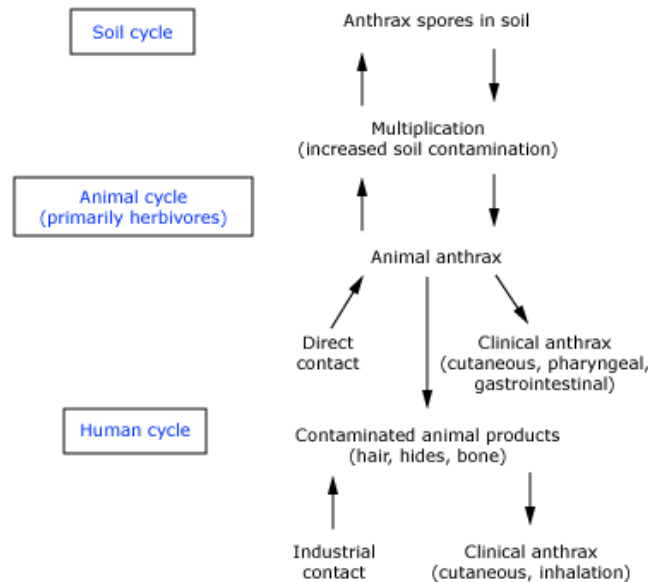 Soil cycle
Anthrax spores in soil
Multiplication
(increased soil contamination)
Animal cycle
(primarily herbivores)
Animal anthrax
Direct
contact
Clinical anthrax
(cutaneous, pharyngeal,
gastrointestinal)
Human cycle
Contaminated animal products
(hair, hides, bone)
Industrial
contact
Clinical anthrax
(cutaneous, inhalation)